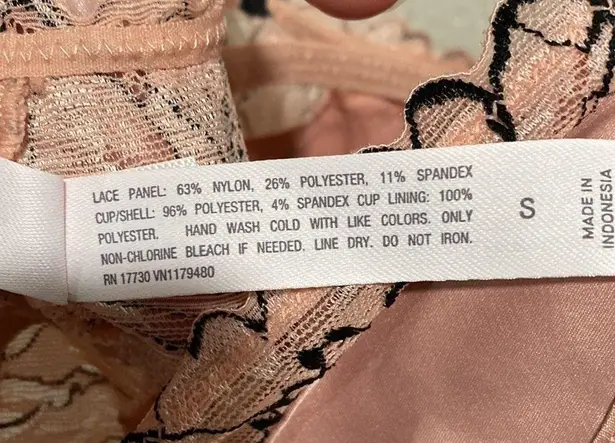 LACE PANEL: 63% NYLON, 26% POLYESTER, 11% SPANDEX
CUP/SHELL: 96% POLYESTER, 4% SPANDEX CUP LINING: 100%
POLYESTER. HAND WASH COLD WITH LIKE COLORS. ONLY
NON-CHLORINE BLEACH IF NEEDED. LINE DRY. DO NOT IRON.
RN 17730 VN1179480
S
MADE IN
INDONESIA